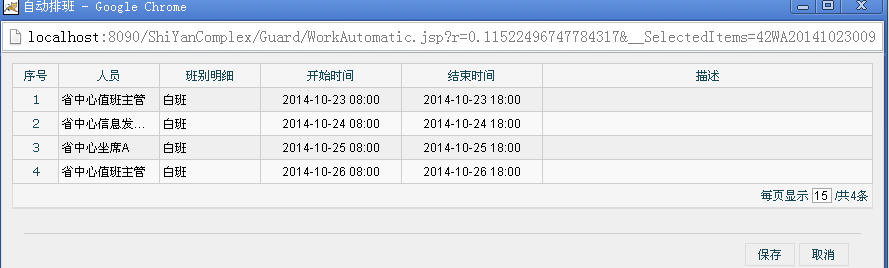 自动排班 - Google Chrome
localhost:8090/ShiYanComplex/Guard/WorkAutomatic.jsp?r=0.11522496747784317&__SelectedItems=42WA20141023009
序号 人员 班别明细 开始时间 结束时间 描述
1 省中心值班主管 白班 2014-10-23 08:00 2014-10-23 18:00
2 省中心信息发... 白班 2014-10-24 08:00 2014-10-24 18:00
3 省中心坐席A 白班 2014-10-25 08:00 2014-10-25 18:00
4 省中心值班主管 白班 2014-10-26 08:00 2014-10-26 18:00
每页显示 15 /共4条
保存 取消